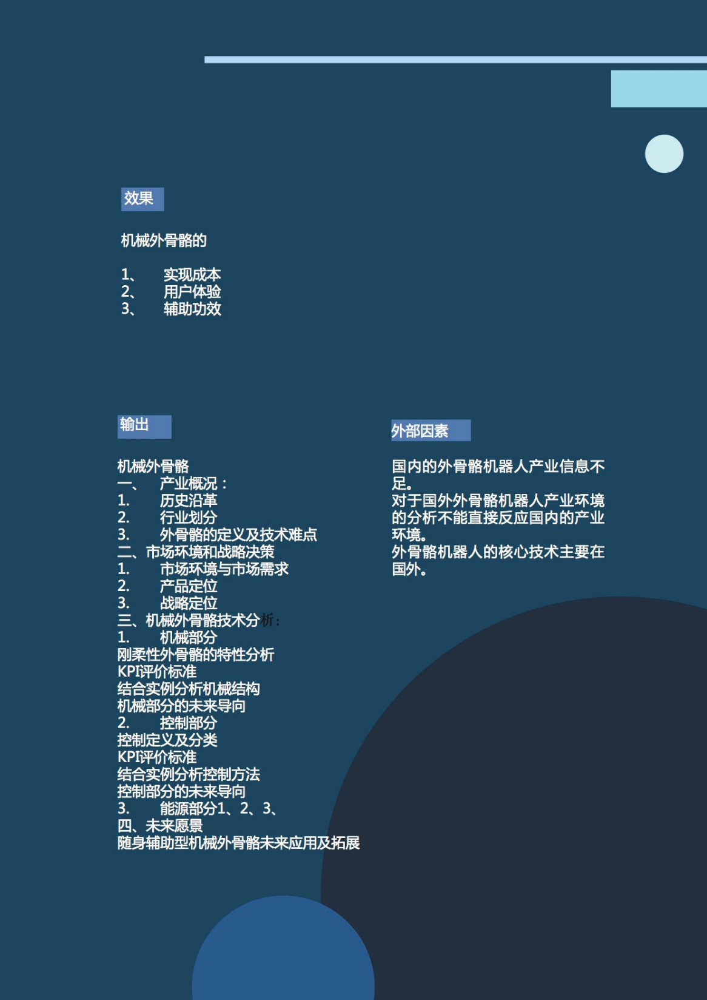 效果
机械外骨骼的
1、 实现成本
2、 用户体验
3、 辅助功效
输出
机械外骨骼
一、 产业概况：
1. 历史沿革
2. 行业划分
3. 外骨骼的定义及技术难点
二、市场环境和战略决策
1. 市场环境与市场需求
2. 产品定位
3. 战略定位
三、机械外骨骼技术分析：
1. 机械部分
刚柔性外骨骼的特性分析
KPI评价标准
结合实例分析机械结构
机械部分的未来导向
2. 控制部分
控制定义及分类
KPI评价标准
结合实例分析控制方法
控制部分的未来导向
3. 能源部分1、2、3、
四、未来愿景
随身辅助型机械外骨骼未来应用及拓展
外部因素
国内的外骨骼机器人产业信息不
足。
对于国外外骨骼机器人产业环境
的分析不能直接反应国内的产业
环境。
外骨骼机器人的核心技术主要在
国外。